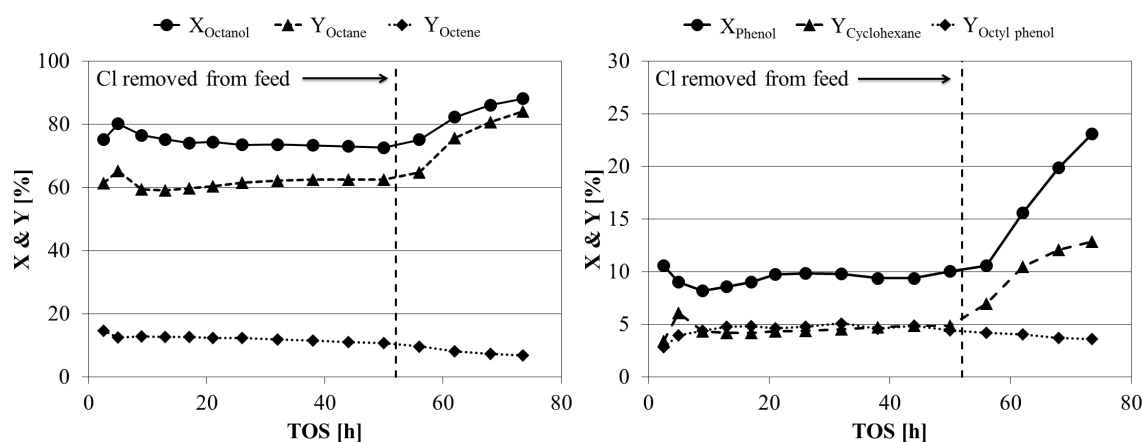 X_Octanol Y_Octane Y_Octene
100
80
60
40
20
0
X & Y [%]
Cl removed from feed
0 20 40 60 80
TOS [h]
X_Phenol Y_Cyclohexane Y_Octyl phenol
30
25
20
15
10
5
0
X & Y [%]
Cl removed from feed
0 20 40 60 80
TOS [h]